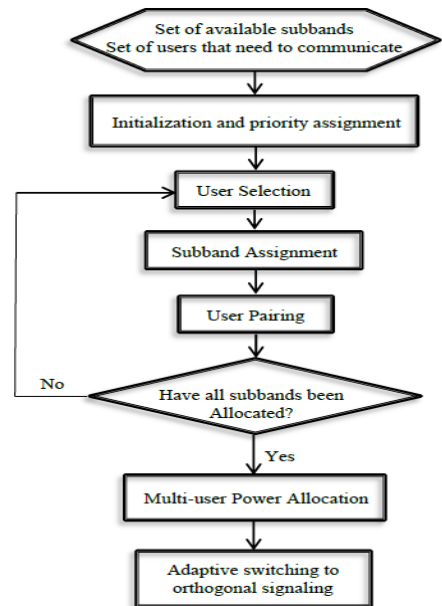 Set of available subbands
Set of users that need to communicate
Initialization and priority assignment
User Selection
Subband Assignment
User Pairing
No
Have all subbands been
Allocated?
Yes
Multi-user Power Allocation
Adaptive switching to
orthogonal signaling